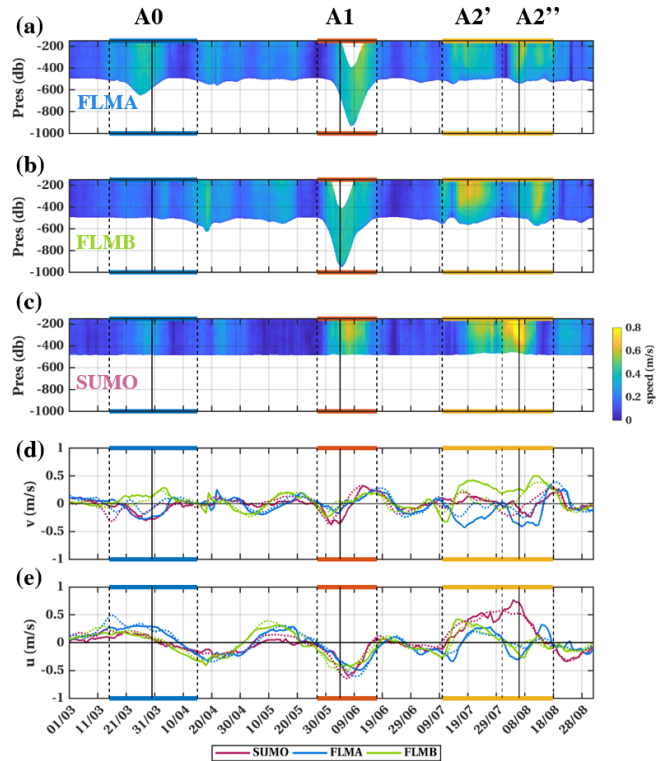 A0 A1 A2’ A2’’
(a)
-200
-400
-600
-800
-1000
Pres (db)
FLMA
(b)
-200
-400
-600
-800
-1000
Pres (db)
FLMB
(c)
-200
-400
-600
-800
-1000
Pres (db)
SUMO
0.8
0.6
0.4
0.2
0
speed (m/s)
(d)
1
0.5
0
-0.5
-1
v (m/s)
(e)
1
0.5
0
-0.5
-1
u (m/s)
01/03 11/03 21/03 31/03 10/04 20/04 30/04 10/05 20/05 30/05 09/06 19/06 29/06 09/07 19/07 29/07 08/08 18/08 28/08
SUMO FLMA FLMB